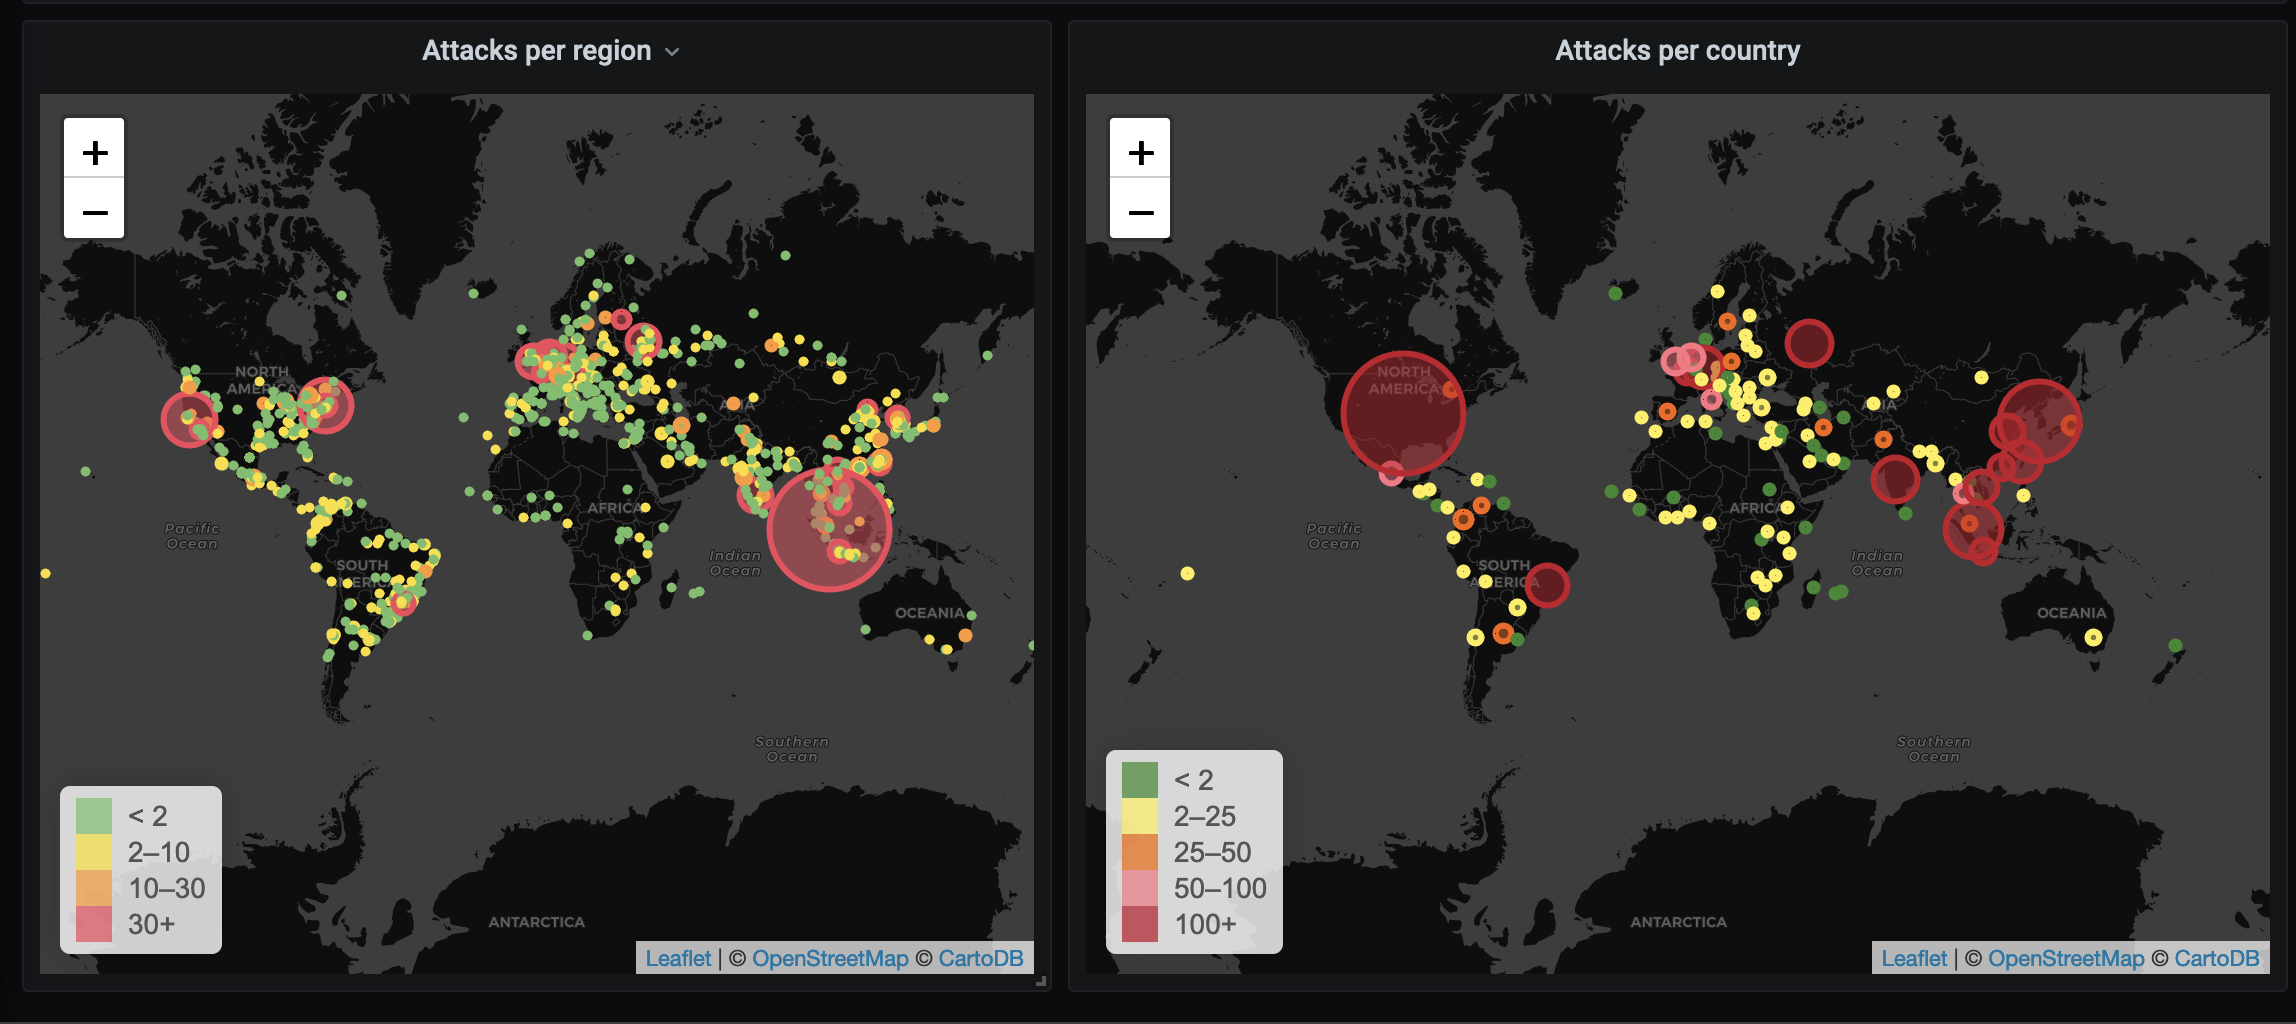 Attacks per region
+
−
NORTH
AMERICA
ASIA
AFRICA
Pacific
Ocean
Indian
Ocean
SOUTH
AMERICA
OCEANIA
Southern
Ocean
ANTARCTICA
< 2
2–10
10–30
30+
Leaflet | © OpenStreetMap © CartoDB
Attacks per country
+
−
NORTH
AMERICA
AFRICA
Pacific
Ocean
Indian
Ocean
SOUTH
AMERICA
OCEANIA
Southern
Ocean
ANTARCTICA
< 2
2–25
25–50
50–100
100+
Leaflet | © OpenStreetMap © CartoDB